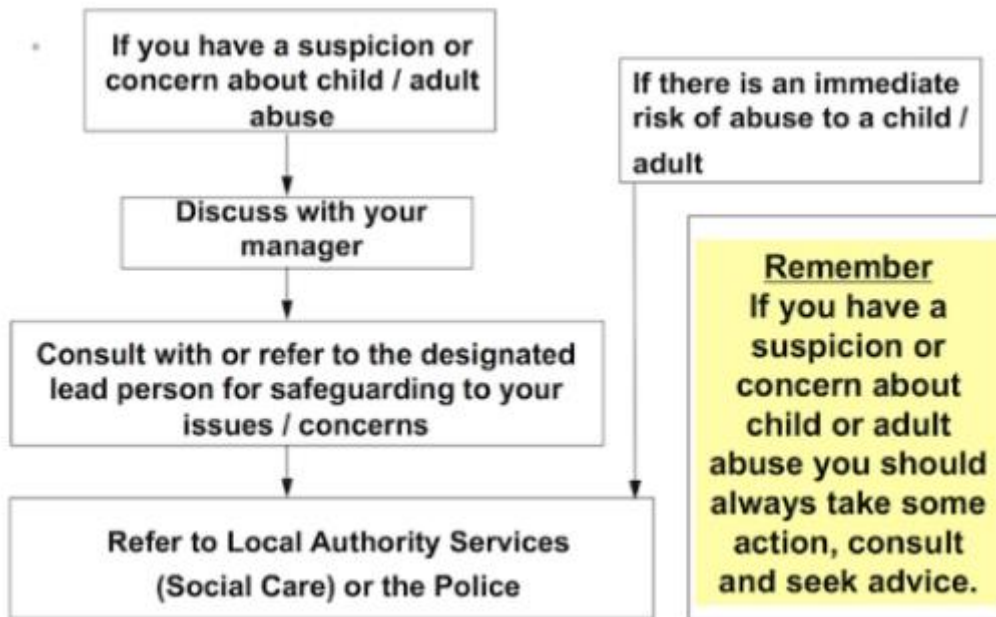 If you have a suspicion or
concern about child / adult
abuse
If there is an immediate
risk of abuse to a child /
adult
Discuss with your
manager
Consult with or refer to the designated
lead person for safeguarding to your
issues / concerns
Refer to Local Authority Services
(Social Care) or the Police
Remember
If you have a
suspicion or
concern about
child or adult
abuse you should
always take some
action, consult
and seek advice.